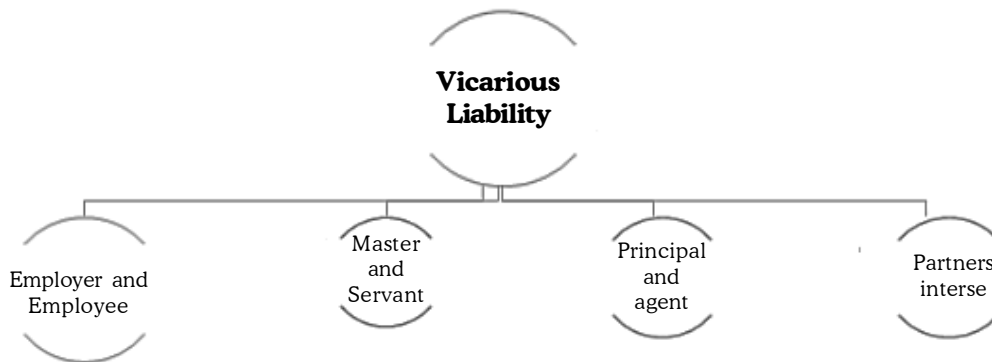 Vicarious
Liability
Employer and
Employee
Master
and
Servant
Principal
and
agent
Partners
interse